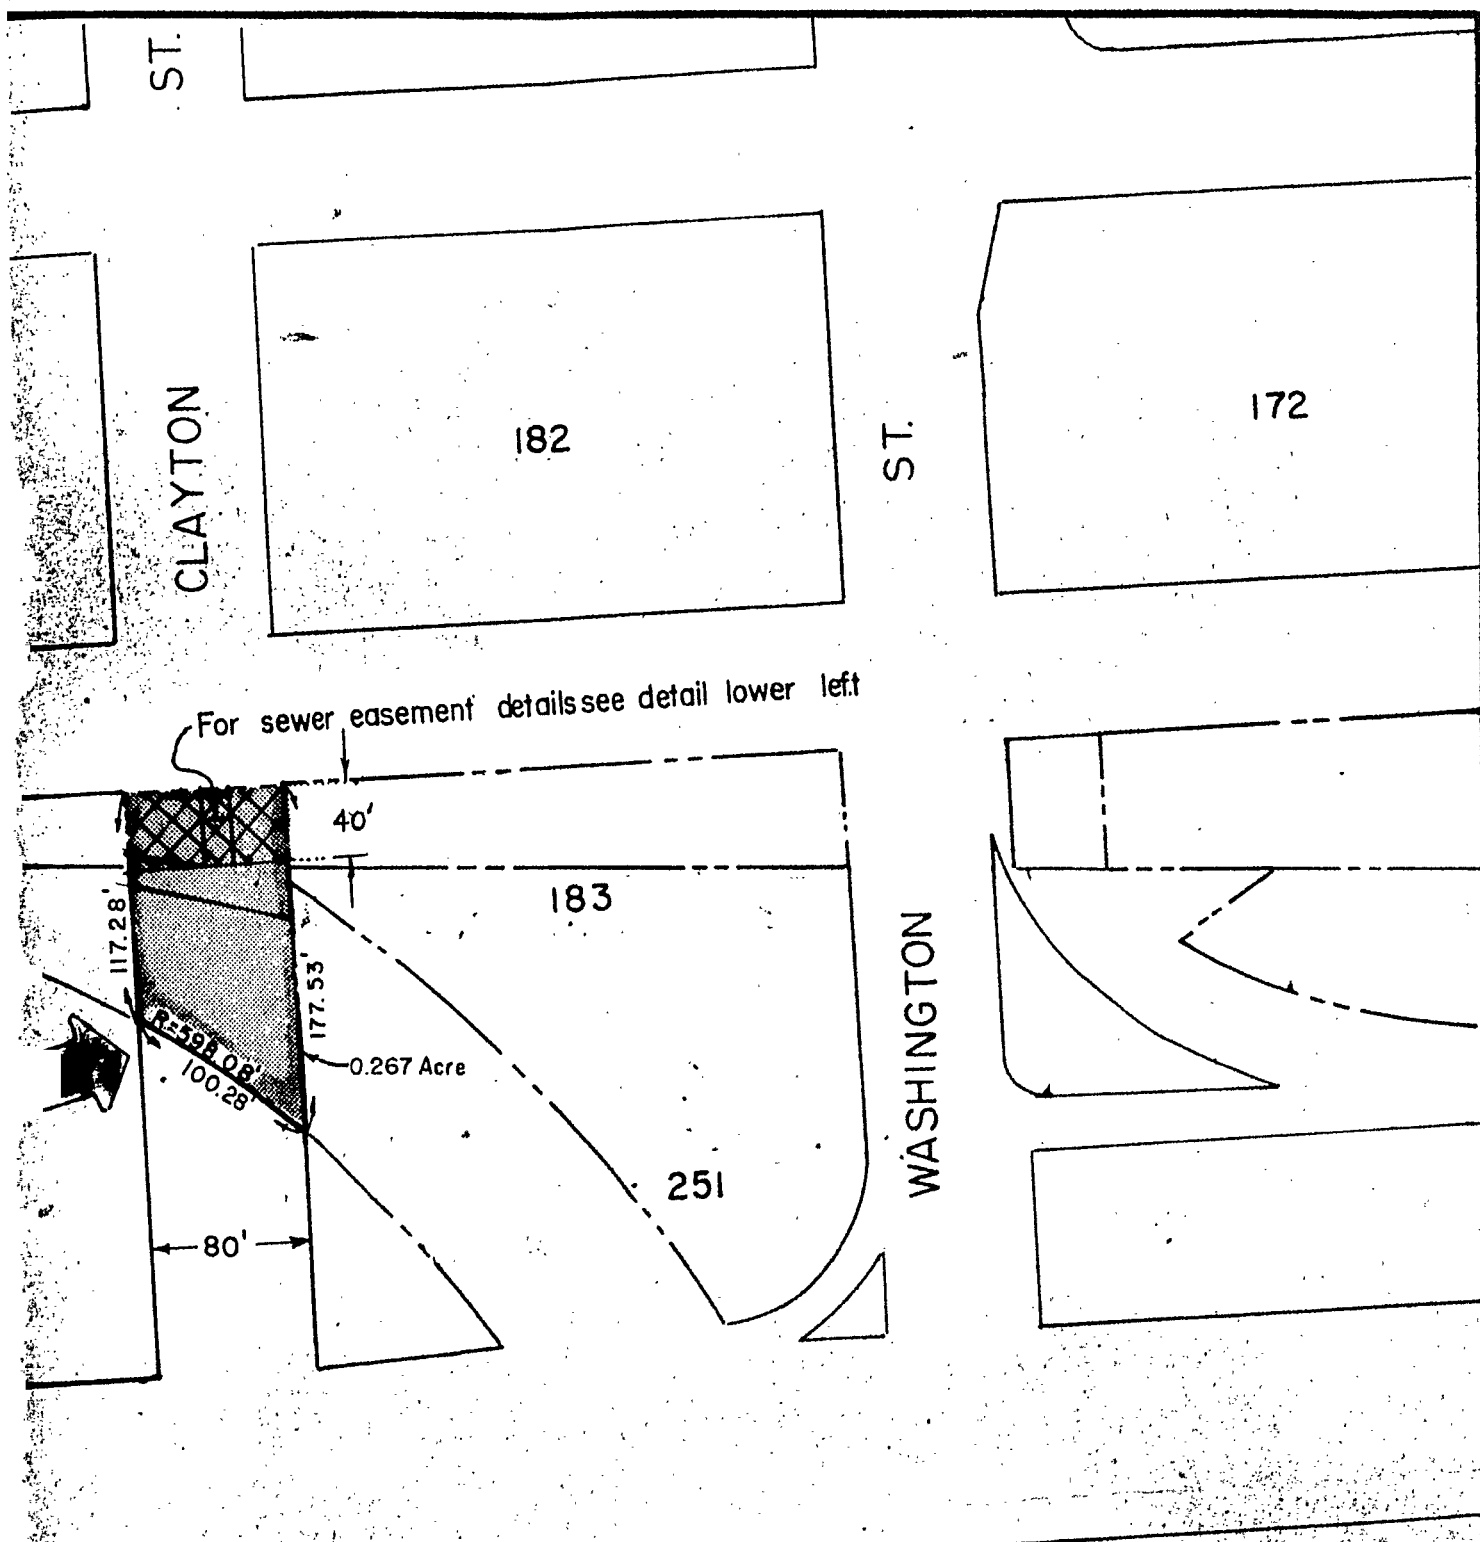 ST.
CLAYTON
182
ST.
172
For sewer easement details see detail lower left
40'
183
117.28'
177.53'
R=598.08'
100.28'
0.267 Acre
WASHINGTON
251
80'